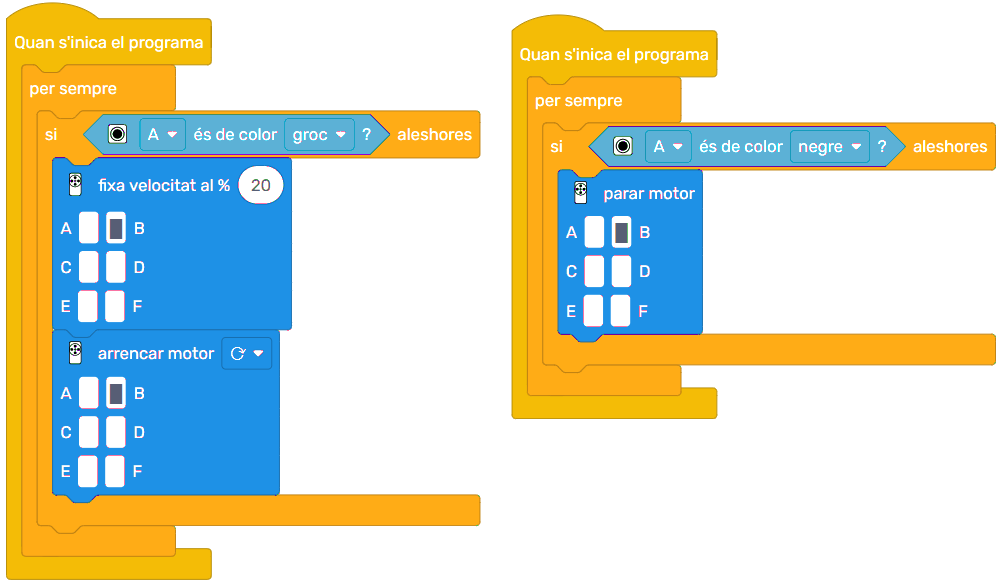 Quan s'inica el programa
per sempre
si A és de color groc ? aleshores
fixa velocitat al % 20
A B
C D
E F
arrencar motor
A B
C D
E F
Quan s'inica el programa
per sempre
si A és de color negre ? aleshores
parar motor
A B
C D
E F